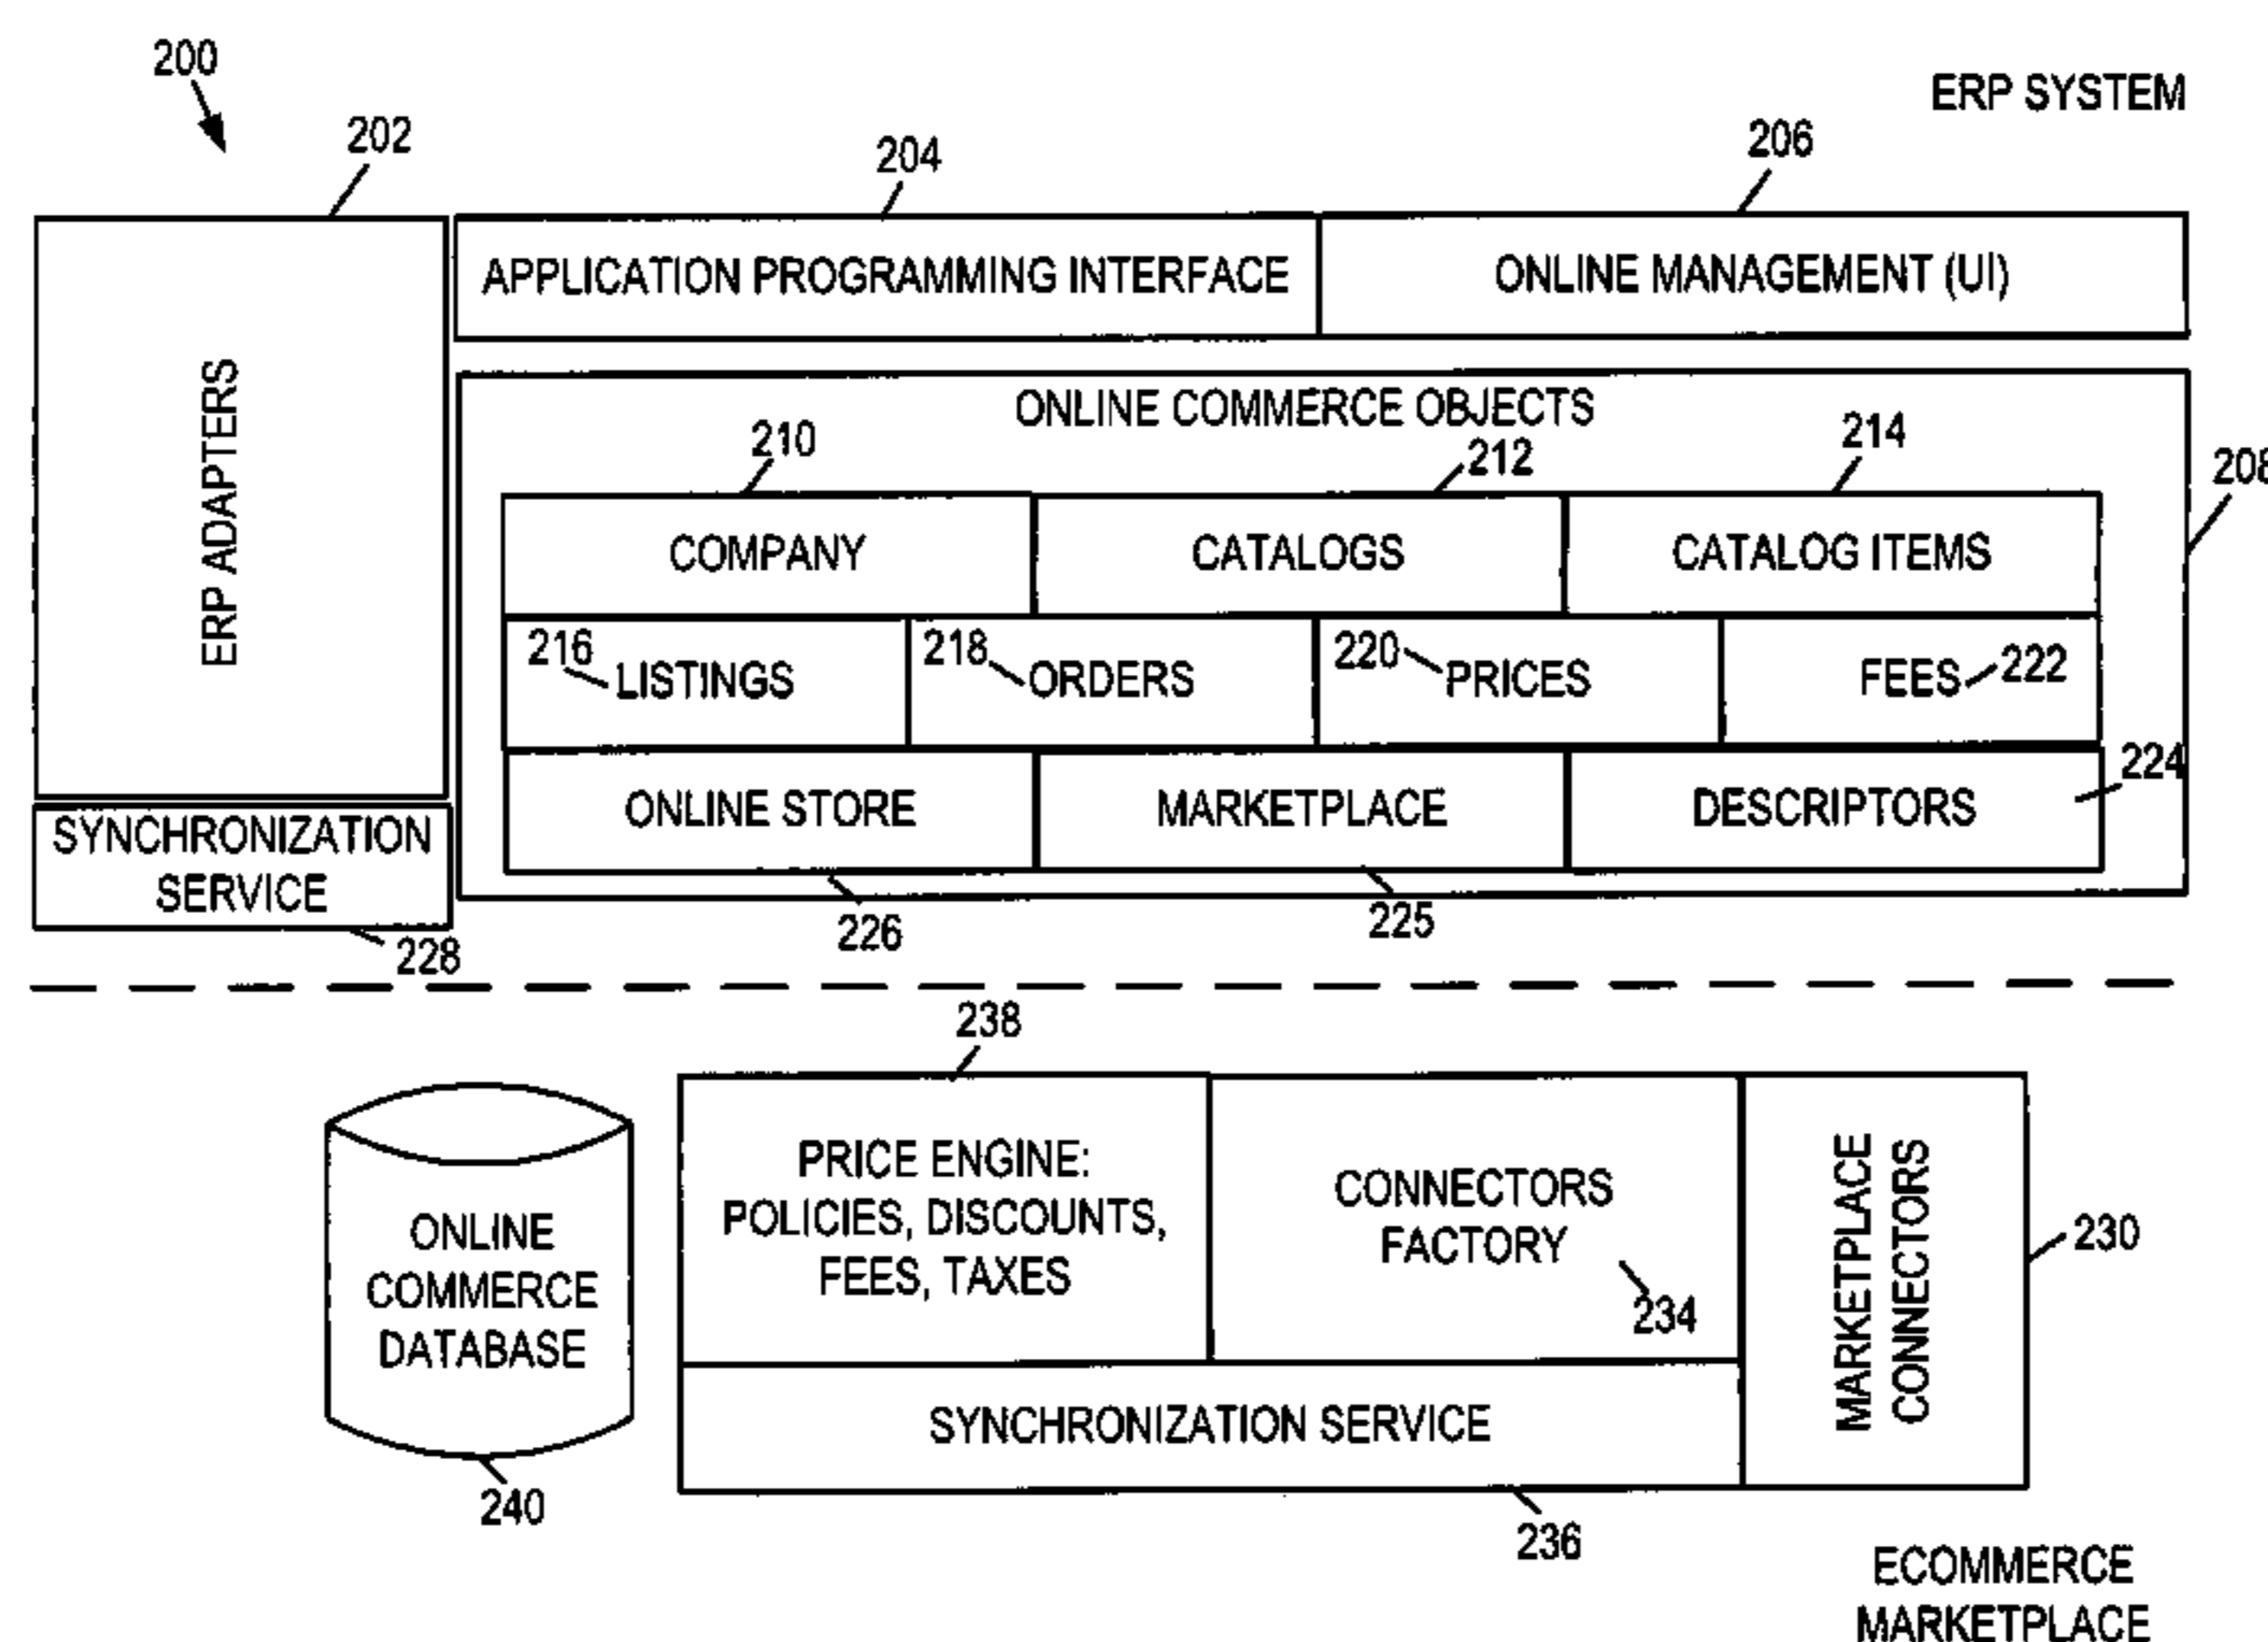 200
ERP SYSTEM
202
204
206
APPLICATION PROGRAMMING INTERFACE
ONLINE MANAGEMENT (UI)
ERP ADAPTERS
ONLINE COMMERCE OBJECTS
208
210
212
214
COMPANY
CATALOGS
CATALOG ITEMS
216
LISTINGS
218
ORDERS
220
PRICES
FEES
222
ONLINE STORE
MARKETPLACE
DESCRIPTORS
224
SYNCHRONIZATION
SERVICE
226
225
228
238
PRICE ENGINE:
POLICIES, DISCOUNTS,
FEES, TAXES
CONNECTORS
FACTORY
234
MARKETPLACE
CONNECTORS
230
ONLINE
COMMERCE
DATABASE
SYNCHRONIZATION SERVICE
240
236
ECOMMERCE
MARKETPLACE